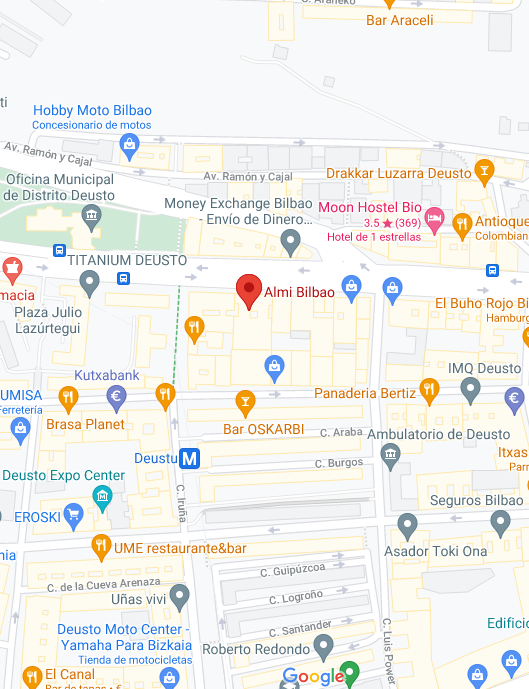 C. Araneko
Bar Araceli
ti
Hobby Moto Bilbao
Concesionario de motos
Av. Ramón y Cajal
Av. Ramón y Cajal
Drakkar Luzarra Deusto
Oficina Municipal
de Distrito Deusto
Money Exchange Bilbao
- Envío de Dinero...
Moon Hostel Bio
3.5 ★ (369)
Hotel de 1 estrellas
Antioque
Colombian
TITANIUM DEUSTO
macia
Almi Bilbao
Plaza Julio
Lazúrtegui
El Buho Rojo Bi
Hamburg
Kutxabank
IMQ Deusto
UMISA
Ferretería
€
€
Panaderia Bertiz
Brasa Planet
Bar OSKARBI
C. Araba
Ambulatorio de Deusto
Deustu M
C. Burgos
Itxas
Parr
Deusto Expo Center
C. Iruña
Seguros Bilbao
EROSKI
UME restaurante&bar
Asador Toki Ona
nia
C. Guipúzcoa
C. de la Cueva Arenaza
Uñas vivi
C. Logroño
C. Santander
C. Luis Power
Edificio
Deusto Moto Center -
Yamaha Para Bizkaia
Tienda de motocicletas
Roberto Redondo
El Canal
Bar de tapas • €
Google